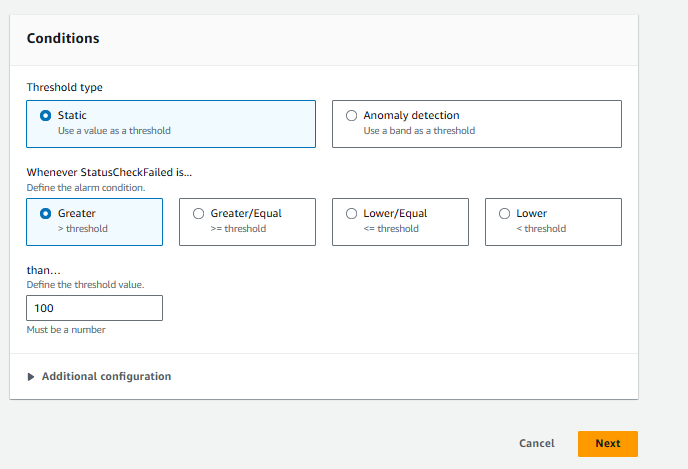 Conditions
Threshold type
Static
Use a value as a threshold
Anomaly detection
Use a band as a threshold
Whenever StatusCheckFailed is...
Define the alarm condition.
Greater
> threshold
Greater/Equal
>= threshold
Lower/Equal
<= threshold
Lower
< threshold
than...
Define the threshold value.
100
Must be a number
Additional configuration
Cancel
Next